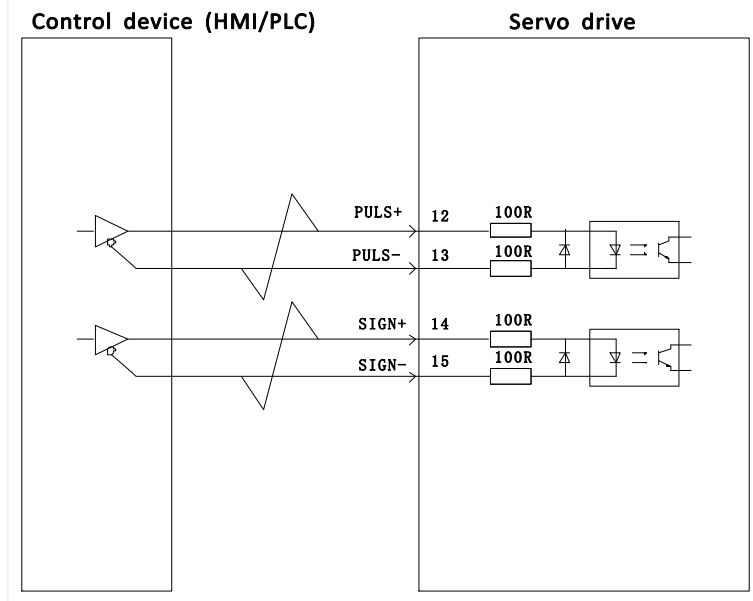 Control device (HMI/PLC)
Servo drive
PULS+ 12 100R
PULS- 13 100R
SIGN+ 14 100R
SIGN- 15 100R